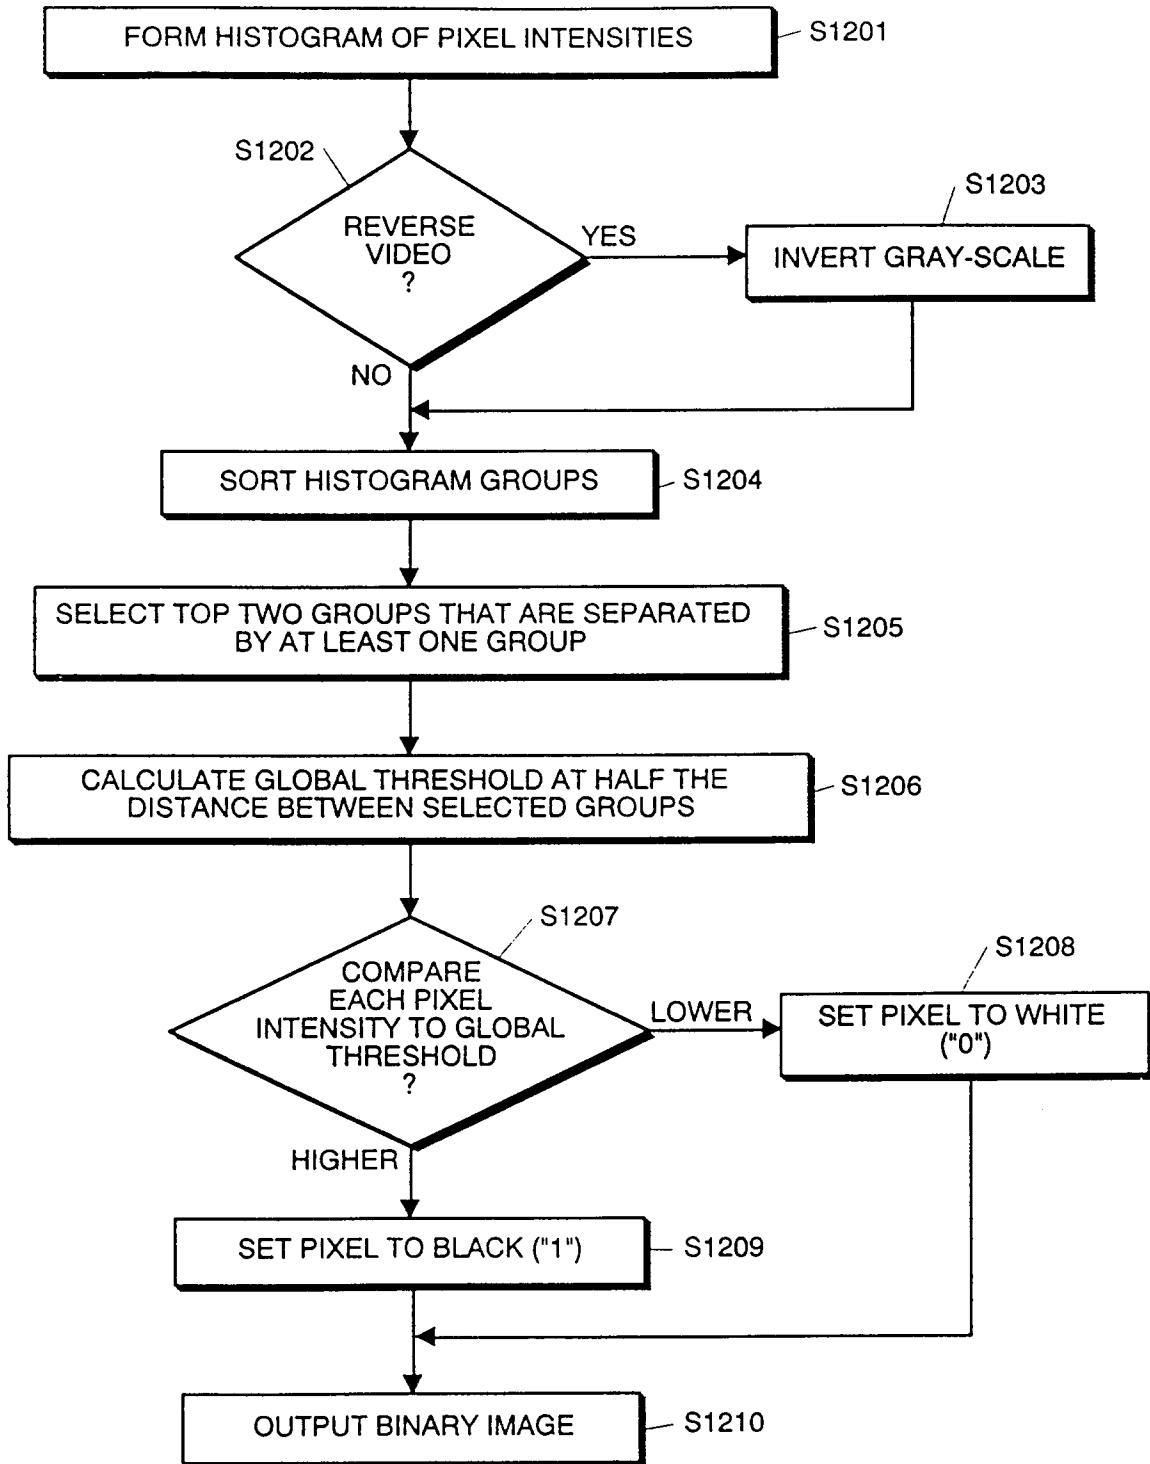 FORM HISTOGRAM OF PIXEL INTENSITIES
S1201
S1202
REVERSE
VIDEO
?
YES
S1203
INVERT GRAY-SCALE
NO
SORT HISTOGRAM GROUPS
S1204
SELECT TOP TWO GROUPS THAT ARE SEPARATED
BY AT LEAST ONE GROUP
S1205
CALCULATE GLOBAL THRESHOLD AT HALF THE
DISTANCE BETWEEN SELECTED GROUPS
S1206
S1207
COMPARE
EACH PIXEL
INTENSITY TO GLOBAL
THRESHOLD
?
LOWER
S1208
SET PIXEL TO WHITE
("0")
HIGHER
SET PIXEL TO BLACK ("1")
S1209
OUTPUT BINARY IMAGE
S1210